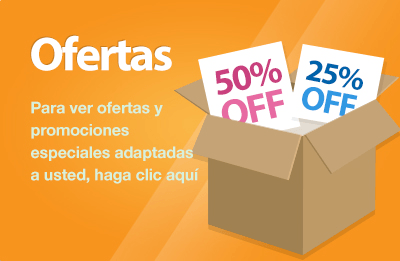 Ofertas
Para ver ofertas y
promociones
especiales adaptadas
a usted, haga clic aquí
50%
OFF
25%
OFF